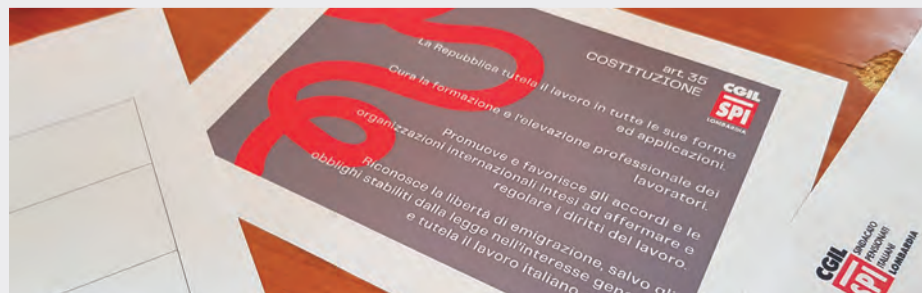 art. 35
COSTITUZIONE
CGIL
SPI
LOMBARDIA
La Repubblica tutela il lavoro in tutte le sue forme
ed applicazioni.
Cura la formazione e l'elevazione professionale dei
lavoratori.
Promuove e favorisce gli accordi e le
organizzazioni internazionali intesi ad affermare e
regolare i diritti del lavoro.
Riconosce la libertà di emigrazione, salvo gli
obblighi stabiliti dalla legge nell'interesse gene
e tutela il lavoro italiano
CGIL
SPI
SINDACATO
PENSIONATI
ITALIANI
LOMBARDIA